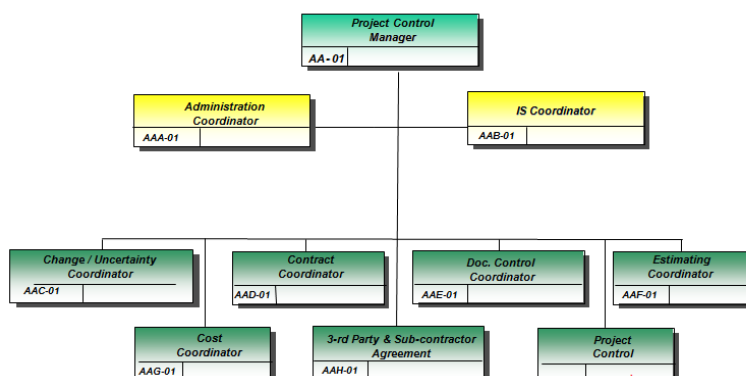 Project Control
Manager
AA-01
Administration
Coordinator
AAA-01
IS Coordinator
AAB-01
Change / Uncertainty
Coordinator
AAC-01
Contract
Coordinator
AAD-01
Doc. Control
Coordinator
AAE-01
Estimating
Coordinator
AAF-01
Cost
Coordinator
AAG-01
3-rd Party & Sub-contractor
Agreement
AAH-01
Project
Control